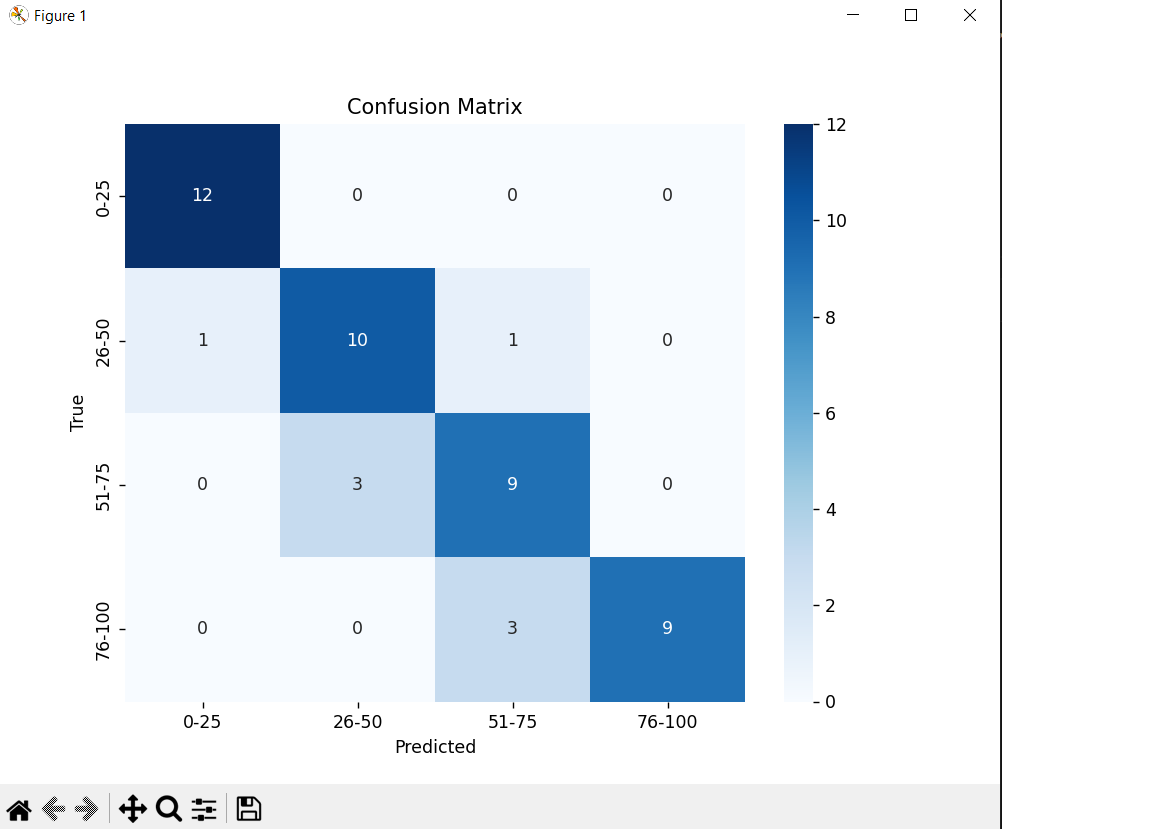 Figure 1
Confusion Matrix
12
0-25 12 0 0 0
10
26-50 1 10 1 0
8
True
6
51-75 0 3 9 0
4
2
76-100 0 0 3 9
0
0-25 26-50 51-75 76-100
Predicted